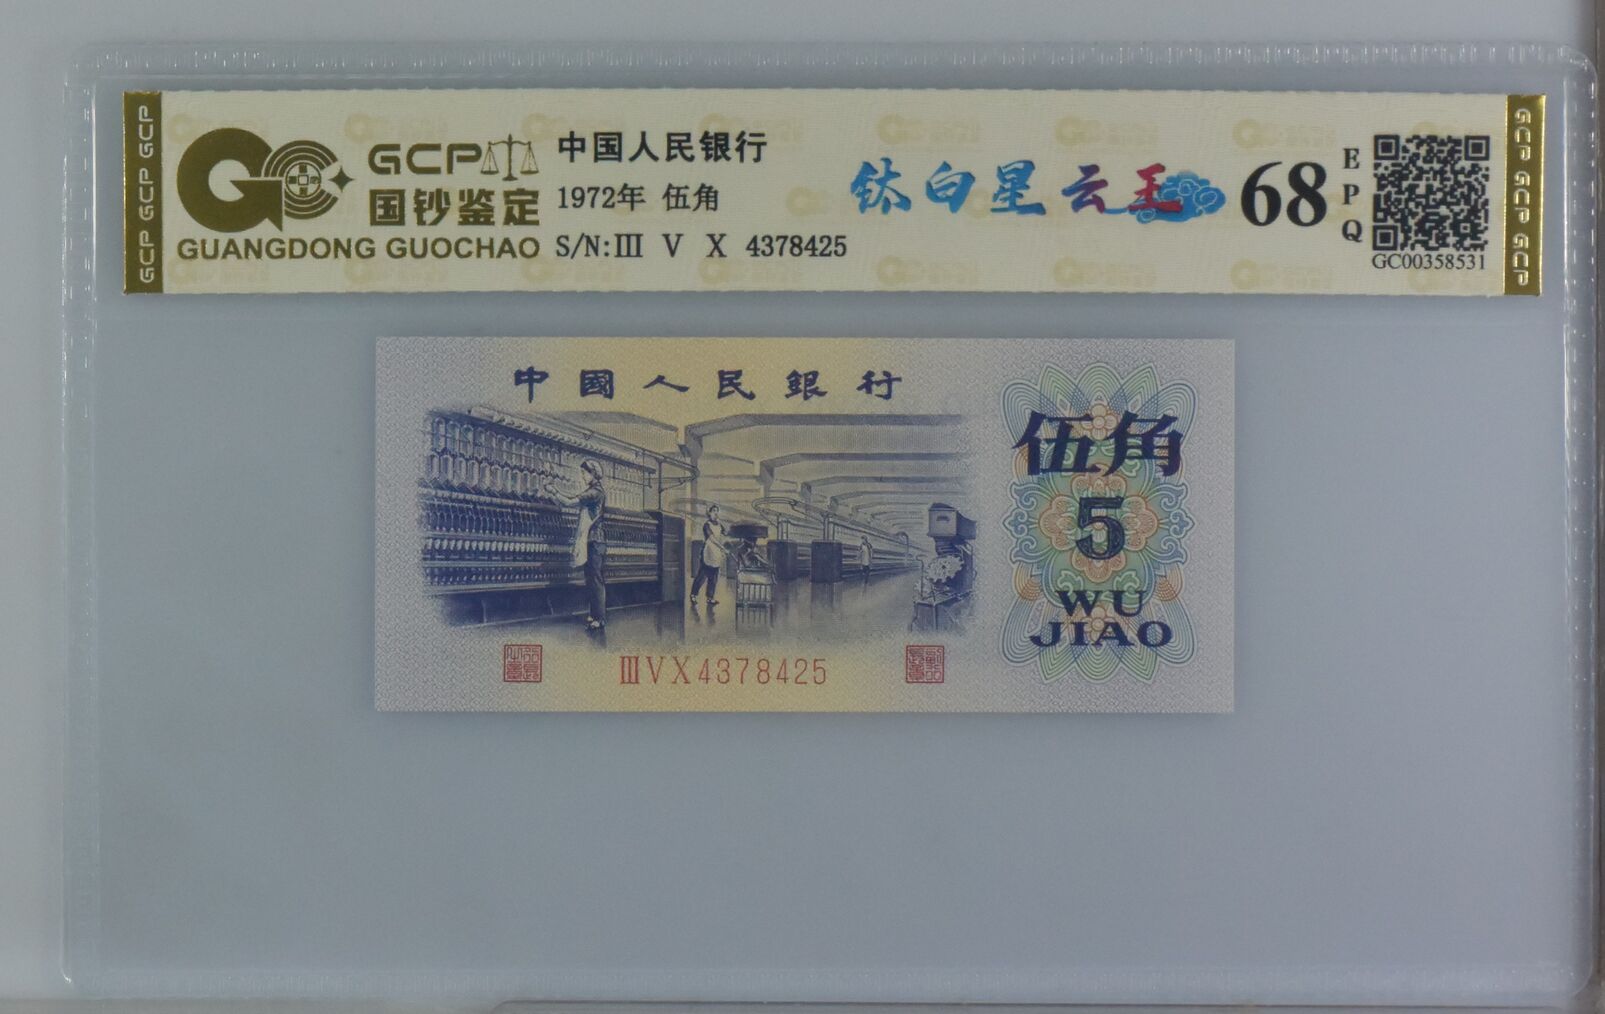 GCP GCP GCP
GCP
国钞鉴定
GUANGDONG GUOCHAO
中国人民银行
1972年 伍角
S/N:Ⅲ V X 4378425
钛白星云王
68
EPQ
GC00358531
GCP GCP GCP
中國人民銀行
伍角
5
WU
JIAO
ⅢVX4378425